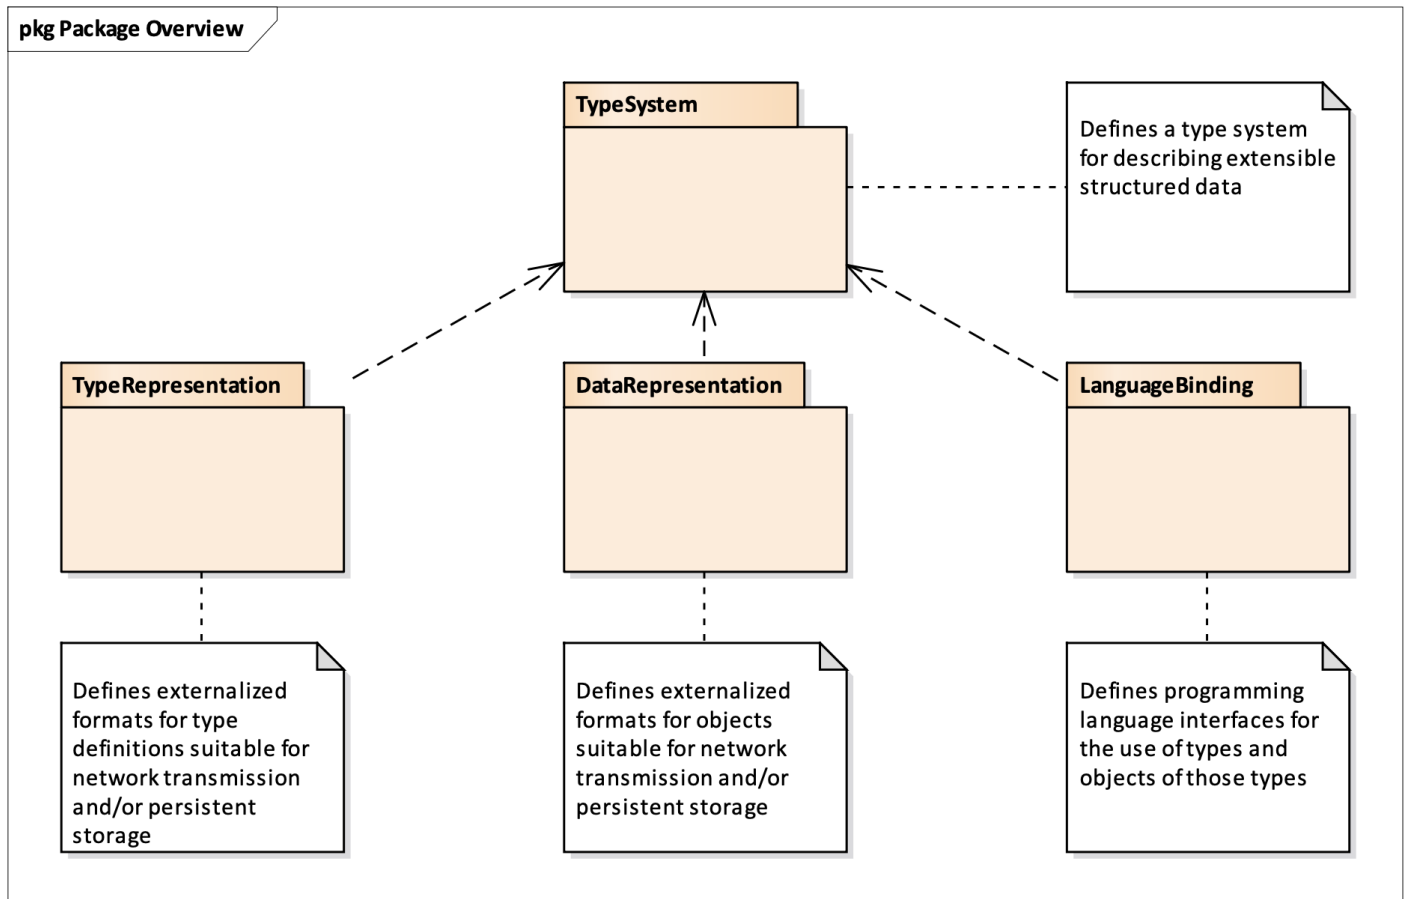 pkg Package Overview
TypeSystem
Defines a type system
for describing extensible
structured data
TypeRepresentation
DataRepresentation
LanguageBinding
Defines externalized
formats for type
definitions suitable for
network transmission
and/or persistent
storage
Defines externalized
formats for objects
suitable for network
transmission and/or
persistent storage
Defines programming
language interfaces for
the use of types and
objects of those types